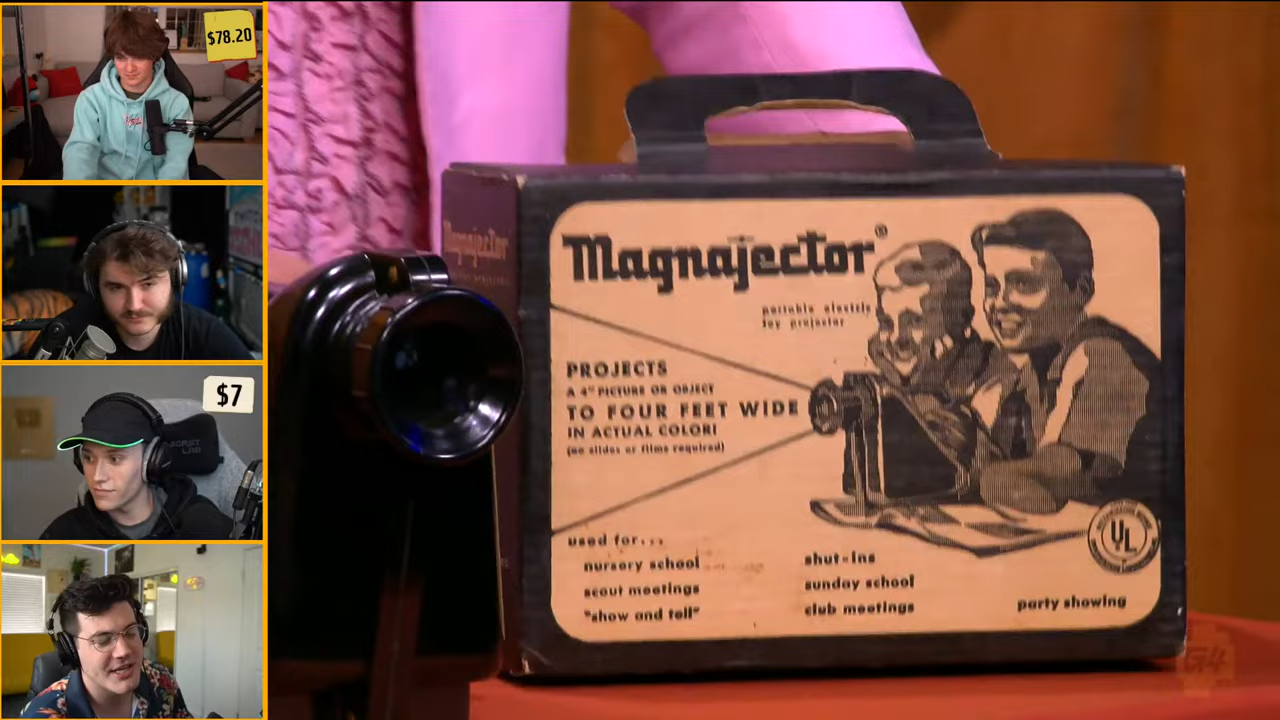 $78.20
$7
Magnajector
Magnajector®
portable electric
toy projector
PROJECTS
A 4" PICTURE OR OBJECT
TO FOUR FEET WIDE
IN ACTUAL COLOR!
(no slides or films required)
used for...
nursery school
scout meetings
"show and tell"
shut-ins
sunday school
club meetings
party showing
UL
G4